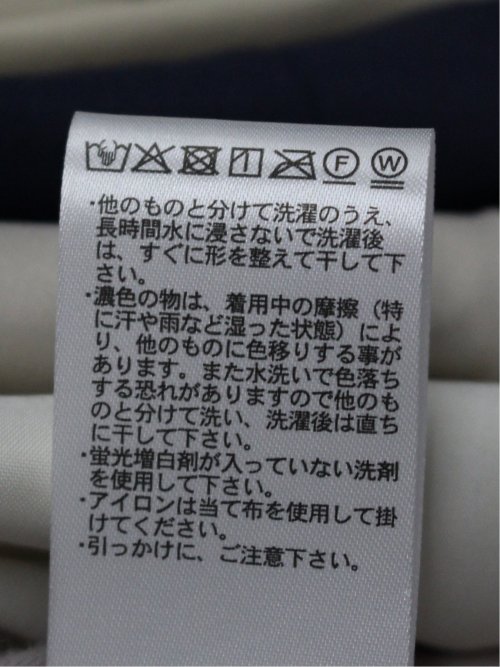 F W
・他のものと分けて洗濯のうえ、
長時間水に浸さないで洗濯後
は、すぐに形を整えて干して下
さい。
・濃色の物は、着用中の摩擦（特
に汗や雨など湿った状態）によ
り、他のものに色移りする事が
あります。また水洗いで色落ち
する恐れがありますので他のも
のと分けて洗い、洗濯後は直ち
に干して下さい。
・蛍光増白剤が入っていない洗剤
を使用して下さい。
・アイロンは当て布を使用して掛
けてください。
・引っかけに、ご注意下さい。